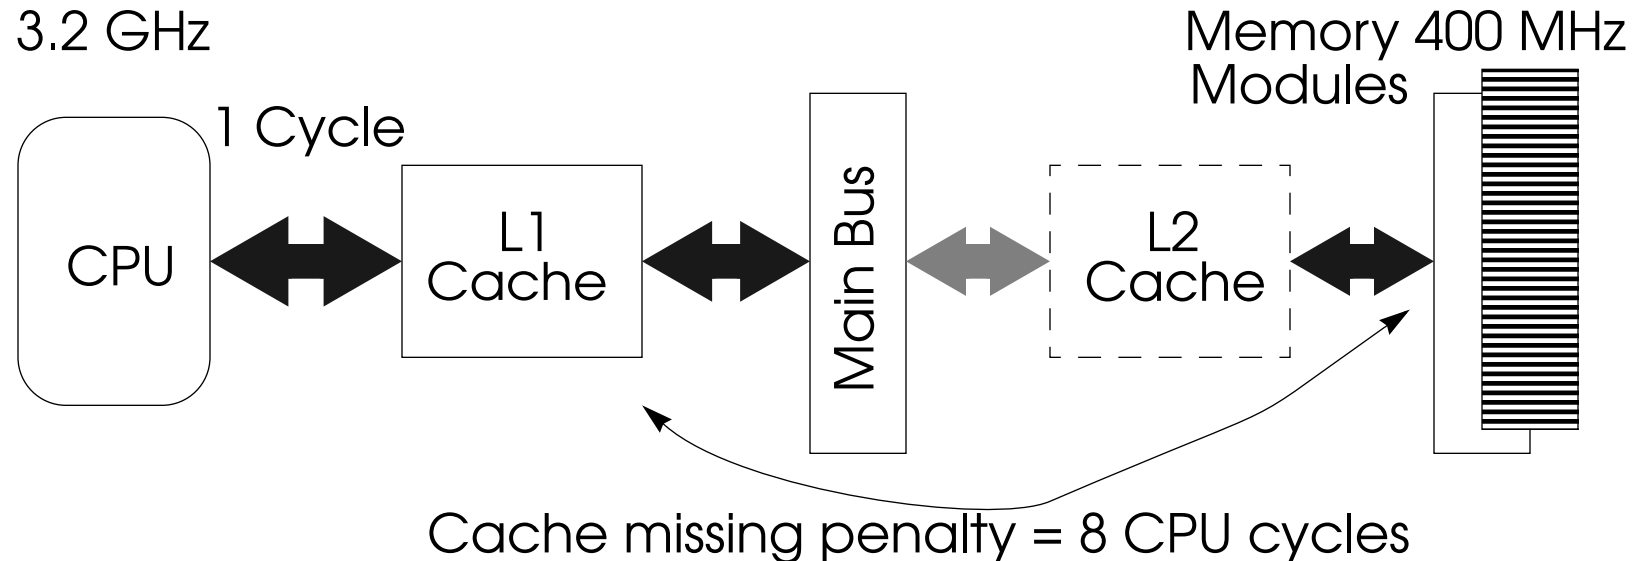 3.2 GHz
Memory 400 MHz
Modules
1 Cycle
CPU
L1
Cache
Main Bus
L2
Cache
Cache missing penalty = 8 CPU cycles